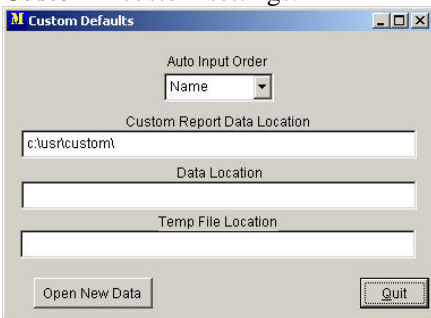 Custom Defaults
Auto Input Order
Name
Custom Report Data Location
c:\usr\custom\
Data Location
Temp File Location
Open New Data
Quit